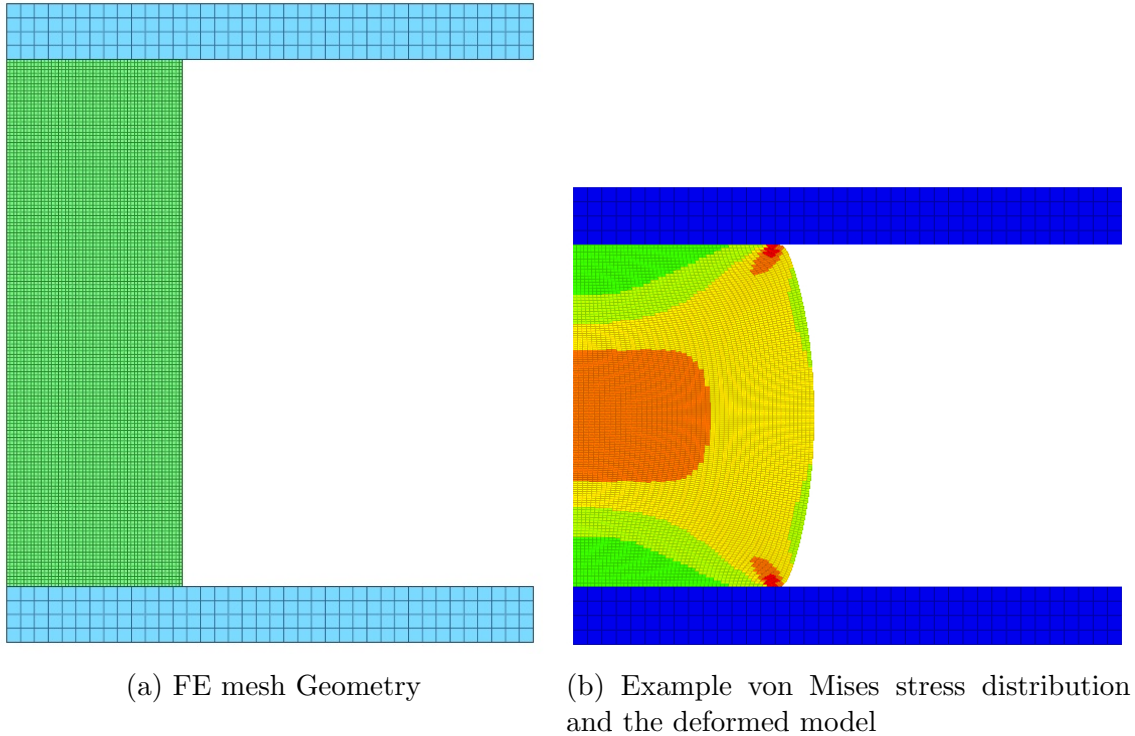 (a) FE mesh Geometry
(b) Example von Mises stress distribution
and the deformed model